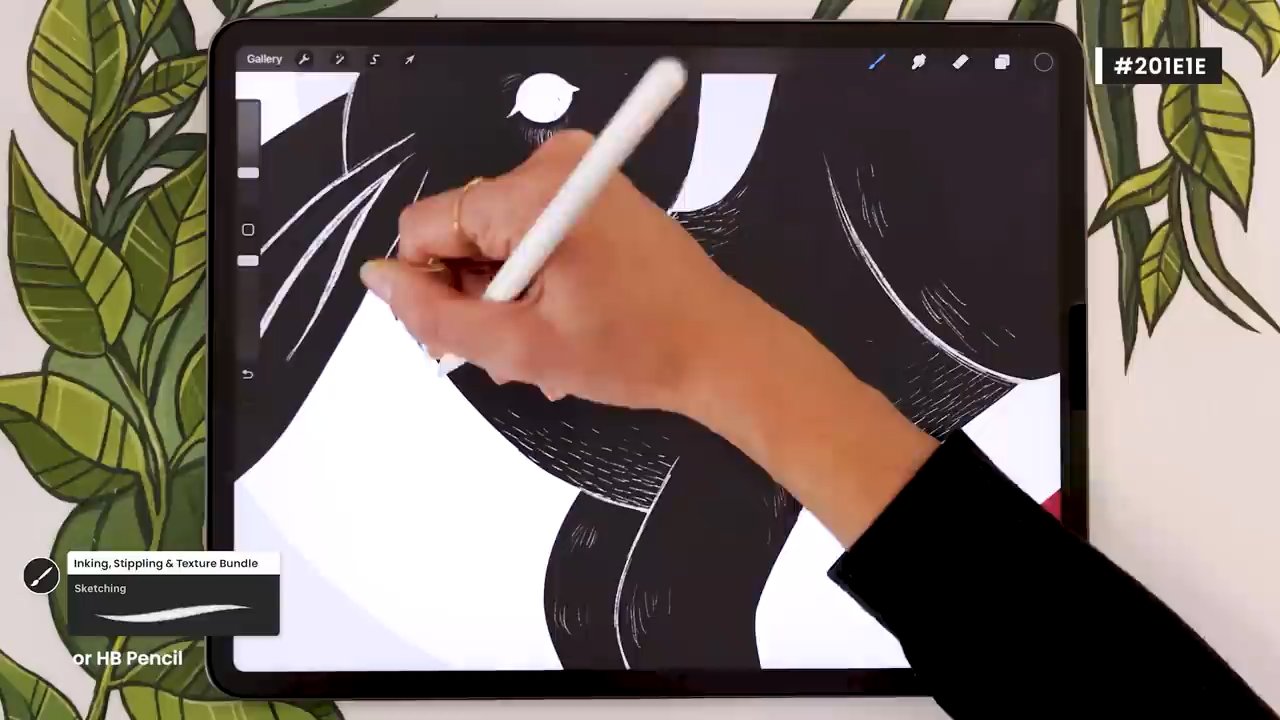 Gallery
#201E1E
Inking, Stippling & Texture Bundle
Sketching
or HB Pencil